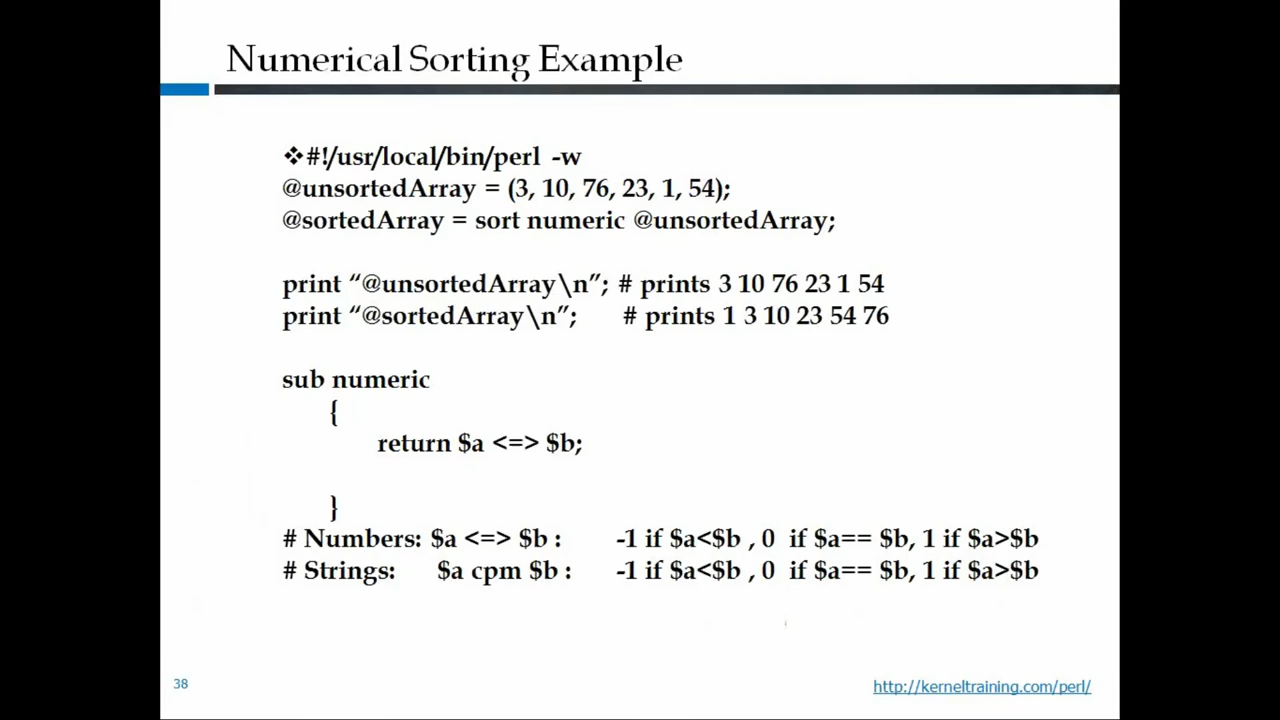 Numerical Sorting Example
❖#!/usr/local/bin/perl -w
@unsortedArray = (3, 10, 76, 23, 1, 54);
@sortedArray = sort numeric @unsortedArray;
print “@unsortedArray\n”; # prints 3 10 76 23 1 54
print “@sortedArray\n”; # prints 1 3 10 23 54 76
sub numeric
{
return $a <=> $b;
}
# Numbers: $a <=> $b : -1 if $a<$b , 0 if $a== $b, 1 if $a>$b
# Strings: $a cpm $b : -1 if $a<$b , 0 if $a== $b, 1 if $a>$b
38
http://kerneltraining.com/perl/